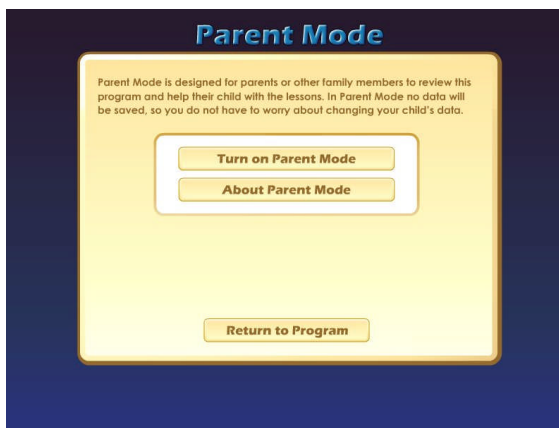 Parent Mode
Parent Mode is designed for parents or other family members to review this
program and help their child with the lessons. In Parent Mode no data will
be saved, so you do not have to worry about changing your child's data.
Turn on Parent Mode
About Parent Mode
Return to Program